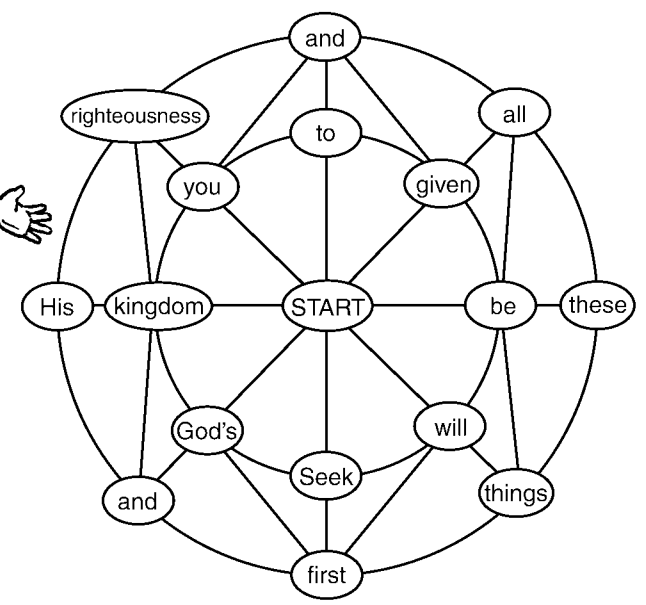 and
righteousness
all
to
you
given
His
kingdom
START
be
these
God's
will
Seek
and
things
first